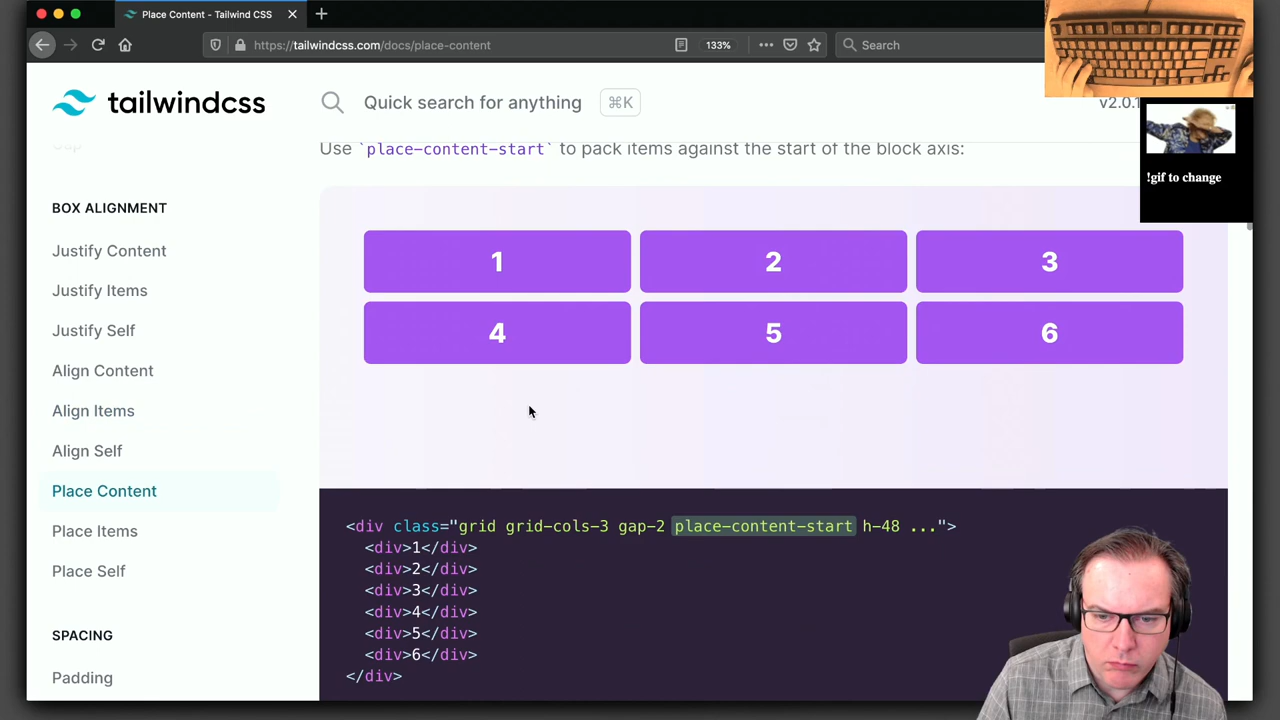 Place Content - Tailwind CSS
https://tailwindcss.com/docs/place-content
133%
Search
tailwindcss
Quick search for anything
⌘K
v2.0.1
Gap
Use `place-content-start` to pack items against the start of the block axis:
!gif to change
BOX ALIGNMENT
Justify Content
Justify Items
Justify Self
Align Content
Align Items
Align Self
Place Content
Place Items
Place Self
SPACING
Padding
1
2
3
4
5
6
<div class="grid grid-cols-3 gap-2 place-content-start h-48 ...">
<div>1</div>
<div>2</div>
<div>3</div>
<div>4</div>
<div>5</div>
<div>6</div>
</div>